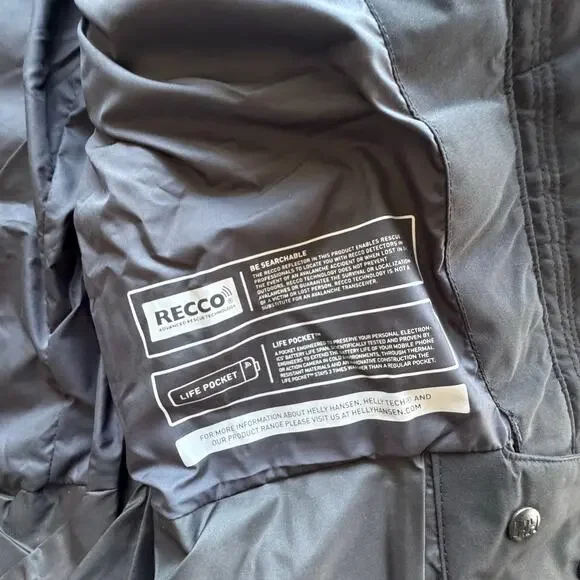 RECCO®
ADVANCED RESCUE TECHNOLOGY
BE SEARCHABLE
THE RECCO REFLECTOR IN THIS PRODUCT ENABLES RESCUE
PROFESSIONALS TO LOCATE YOU WITH RECCO DETECTORS IN
THE EVENT OF AN AVALANCHE ACCIDENT OR WHEN LOST IN
OUTDOORS. RECCO TECHNOLOGY DOES NOT PREVENT
AVALANCHES OR GUARANTEE THE SURVIVAL OR LOCALIZATION
OF A VICTIM OR LOST PERSON. RECCO TECHNOLOGY IS NOT A
SUBSTITUTE FOR AN AVALANCHE TRANSCEIVER.
LIFE POCKET
LIFE POCKET™
A POCKET ENGINEERED TO PRESERVE YOUR PERSONAL ELECTRON-
ICS' BATTERY LIFE SPAN. SCIENTIFICALLY TESTED AND PROVEN BY
ENGINEERS TO EXTEND THE BATTERY LIFE OF YOUR MOBILE PHONE
OR ACTION CAMERA IN COLD ENVIRONMENTS, THROUGH THERMAL
RESISTANT MATERIALS AND AN INNOVATIVE CONSTRUCTION THE
LIFE POCKET™ STAYS 2 TIMES WARMER THAN A REGULAR POCKET.
FOR MORE INFORMATION ABOUT HELLY HANSEN, HELLY TECH® AND
OUR PRODUCT RANGE PLEASE VISIT US AT HELLYHANSEN.COM